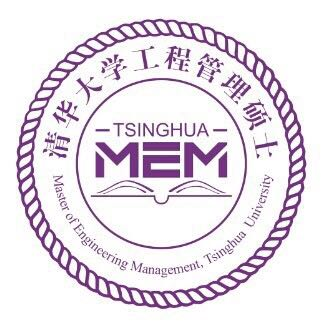 清华大学工程管理硕士
TSINGHUA
MEM
Master of Engineering Management, Tsinghua University